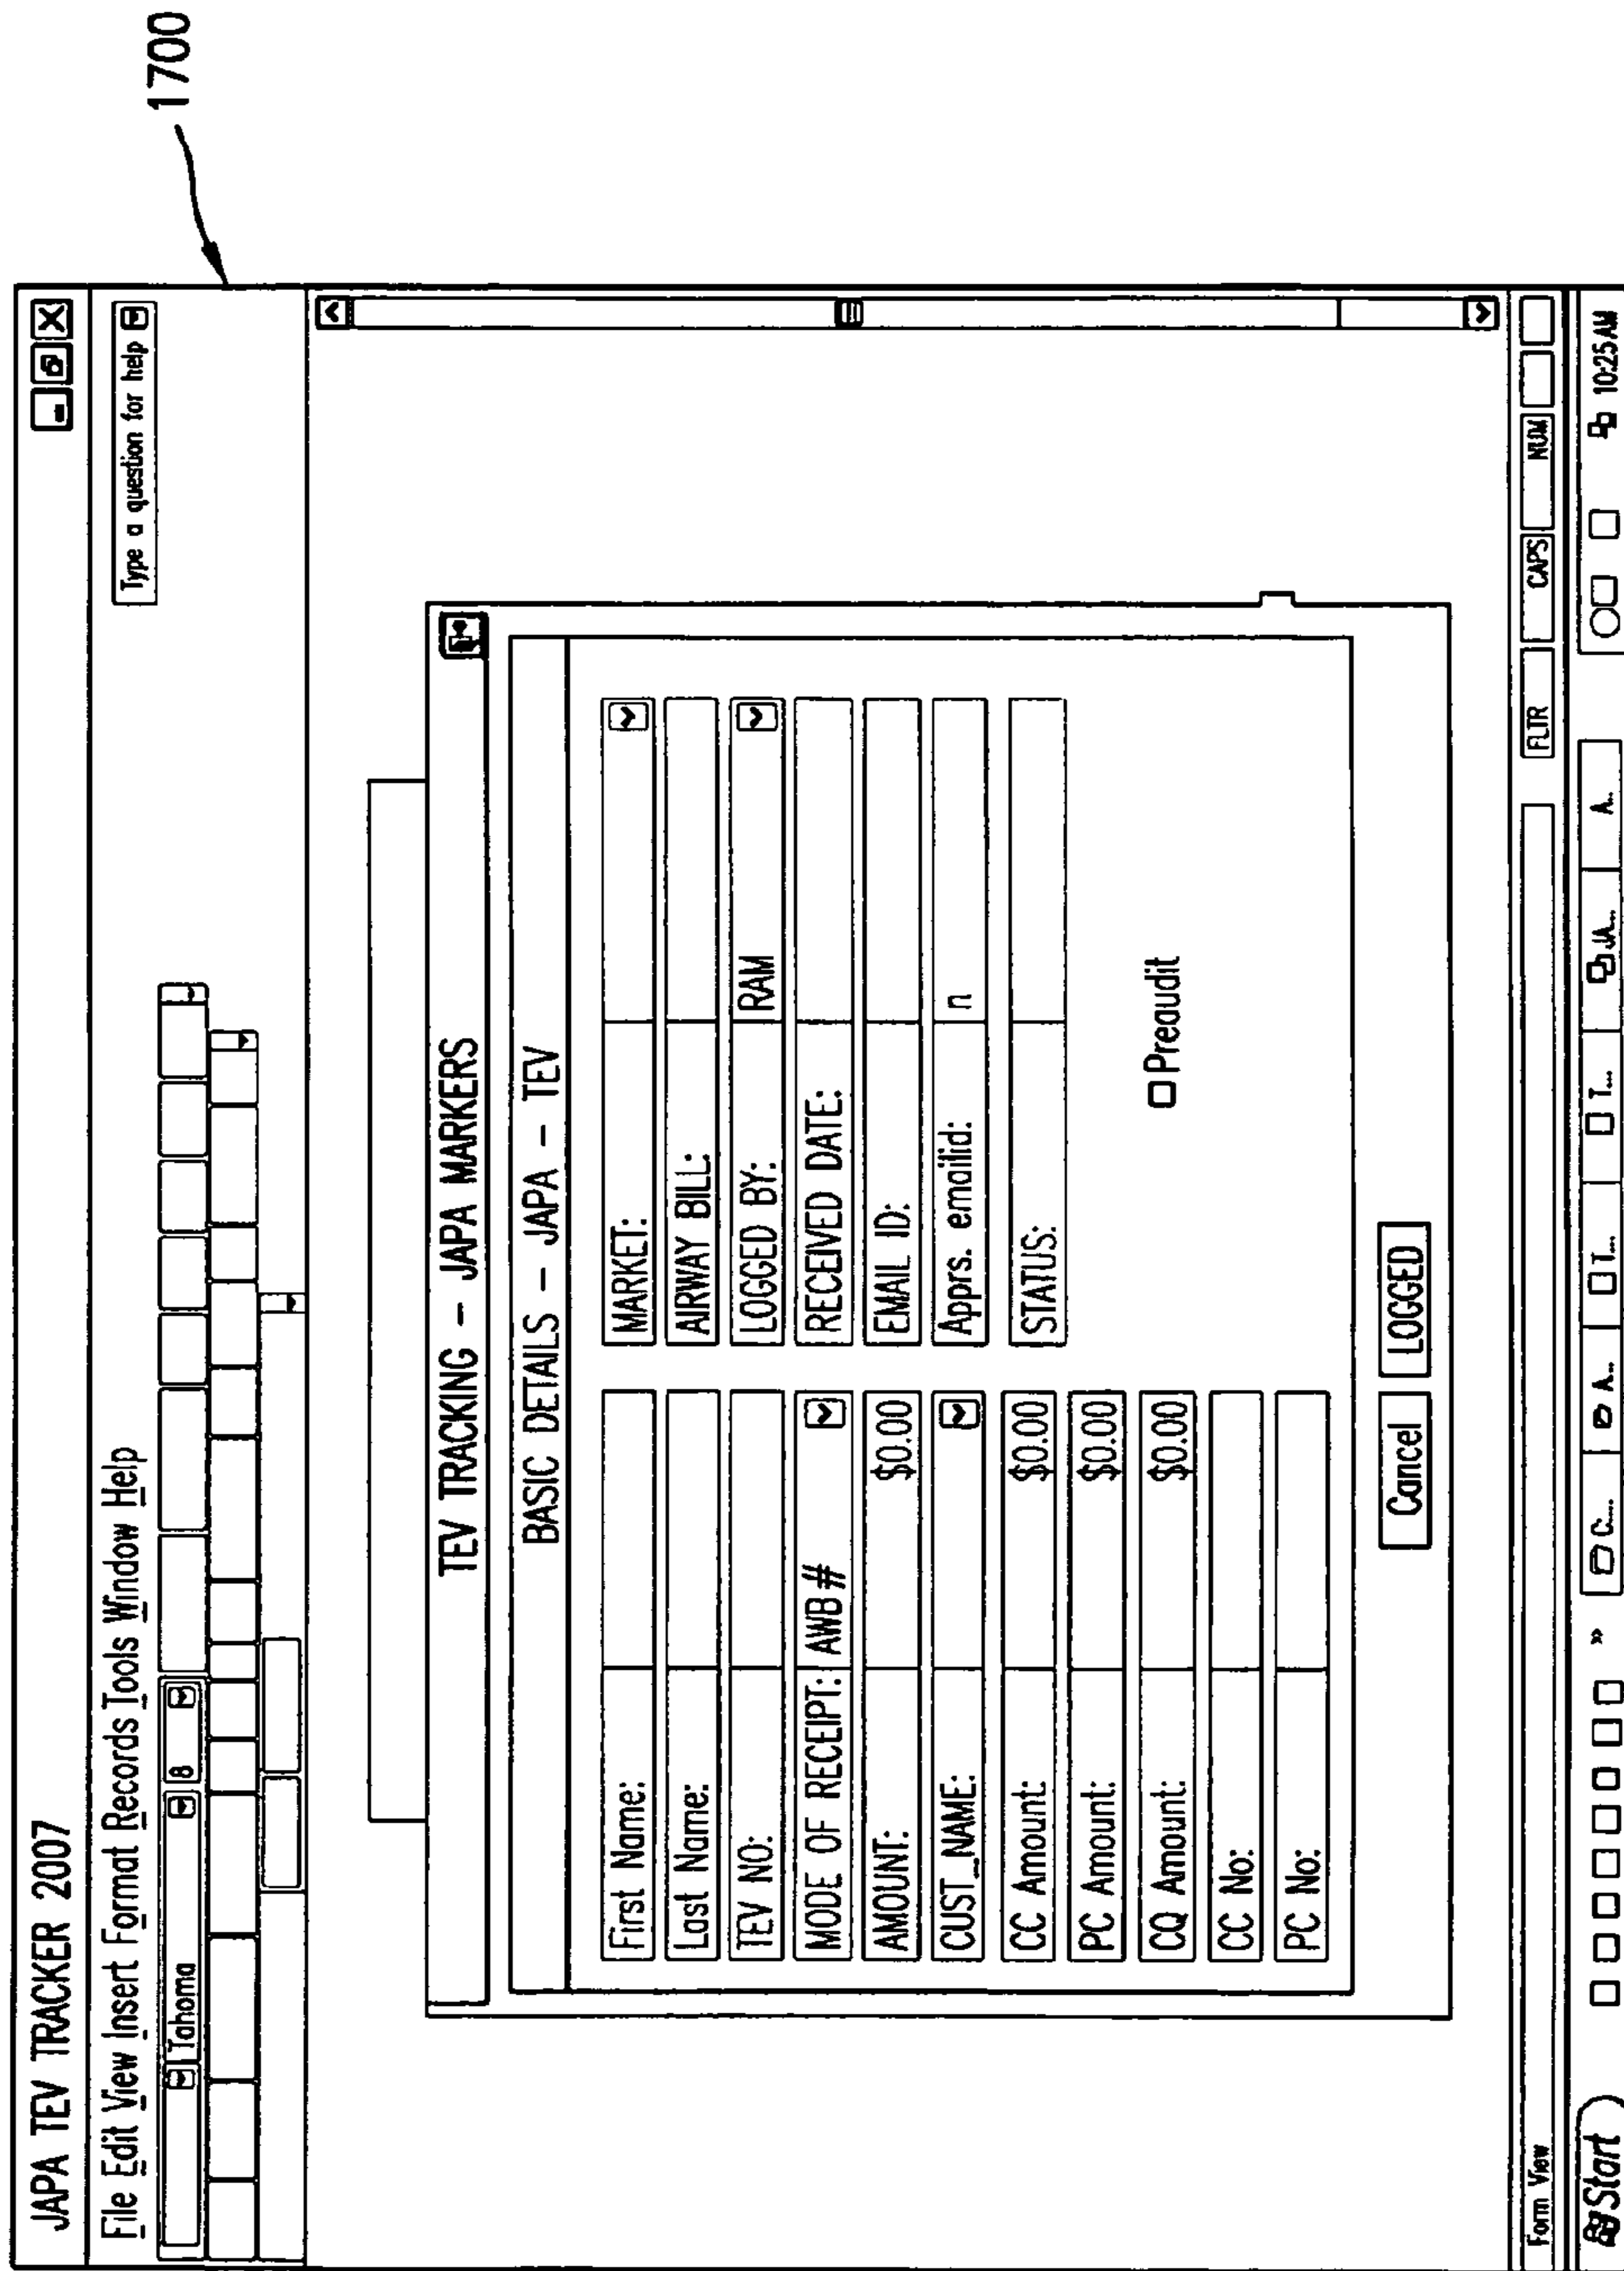 1700
JAPA TEV TRACKER 2007
File Edit View Insert Format Records Tools Window Help
Type a question for help
Tahoma 8
TEV TRACKING – JAPA MARKERS
BASIC DETAILS – JAPA – TEV
First Name:
Last Name:
TEV NO:
MODE OF RECEIPT: AWB#
AMOUNT: $0.00
CUST_NAME:
CC Amount: $0.00
PC Amount: $0.00
CQ Amount: $0.00
CC No:
PC No:
MARKET:
AIRWAY BILL:
LOGGED BY: RAM
RECEIVED DATE:
EMAIL ID:
Apprs. emailid: n
STATUS:
Preaudit
Cancel LOGGED
Form View FLTR CAPS NUM
Start » C... A... T... T... JA... A... 10:25 AM